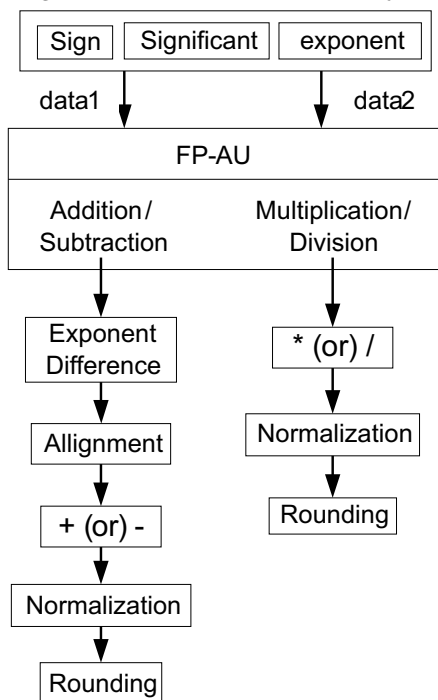 Sign Significant exponent
data1 data2
FP-AU
Addition/
Subtraction
Multiplication/
Division
Exponent
Difference
Allignment
+ (or) -
Normalization
Rounding
* (or) /
Normalization
Rounding